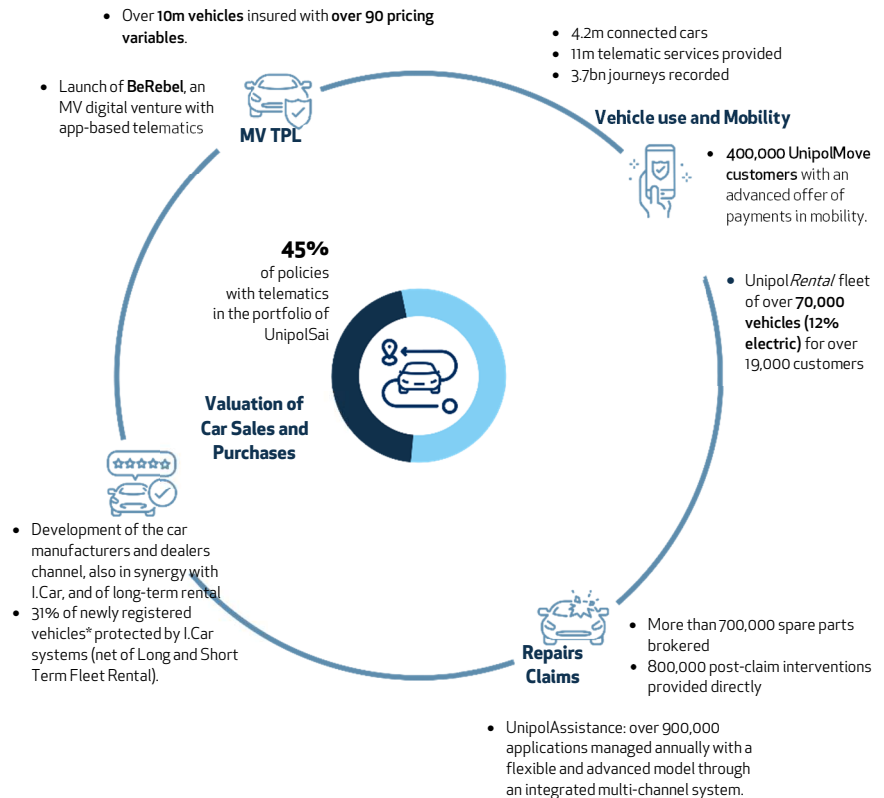 • Over 10m vehicles insured with over 90 pricing
variables.
• Launch of BeRebel, an
MV digital venture with
app-based telematics
MV TPL
• 4.2m connected cars
• 11m telematic services provided
• 3.7bn journeys recorded
Vehicle use and Mobility
• 400,000 UnipolMove
customers with an
advanced offer of
payments in mobility.
• UnipolRental fleet
of over 70,000
vehicles (12%
electric) for over
19,000 customers
45%
of policies
with telematics
in the portfolio of
UnipolSai
Valuation of
Car Sales and
Purchases
• Development of the car
manufacturers and dealers
channel, also in synergy with
I.Car, and of long-term rental
• 31% of newly registered
vehicles* protected by I.Car
systems (net of Long and Short
Term Fleet Rental).
Repairs
Claims
• More than 700,000 spare parts
brokered
• 800,000 post-claim interventions
provided directly
• UnipolAssistance: over 900,000
applications managed annually with a
flexible and advanced model through
an integrated multi-channel system.